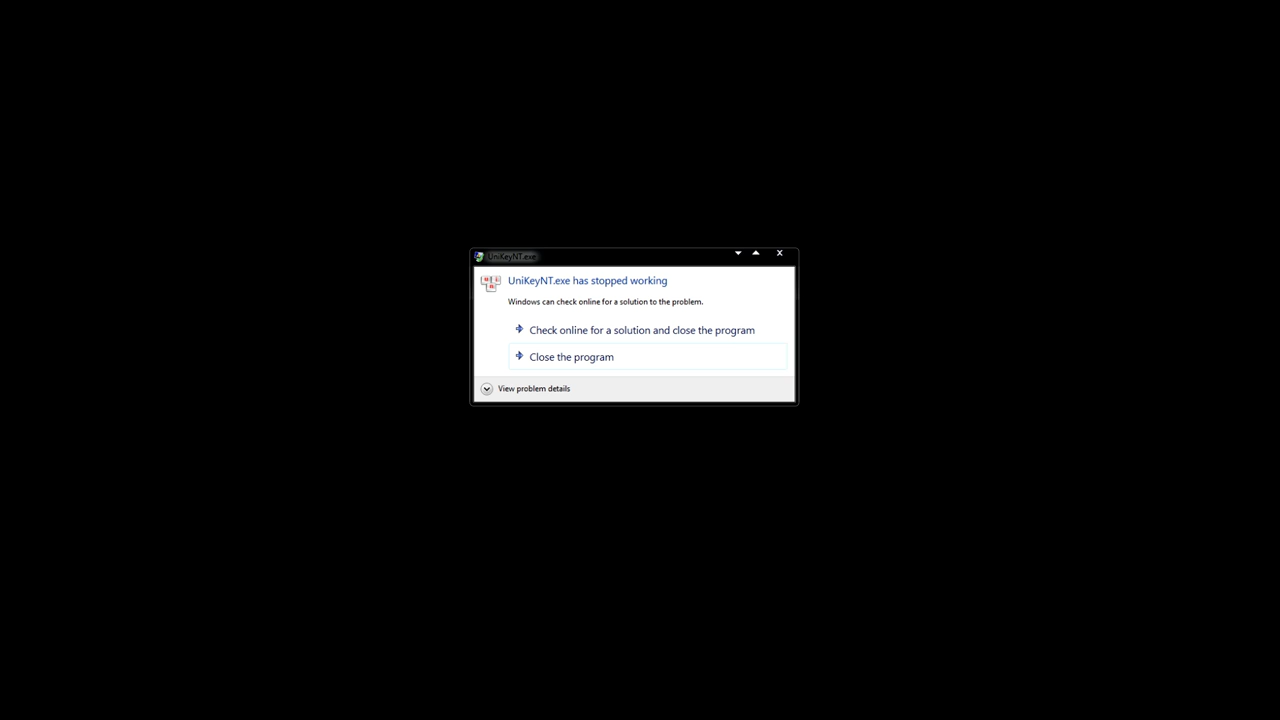 UniKeyNT.exe
UniKeyNT.exe has stopped working
Windows can check online for a solution to the problem.
Check online for a solution and close the program
Close the program
View problem details